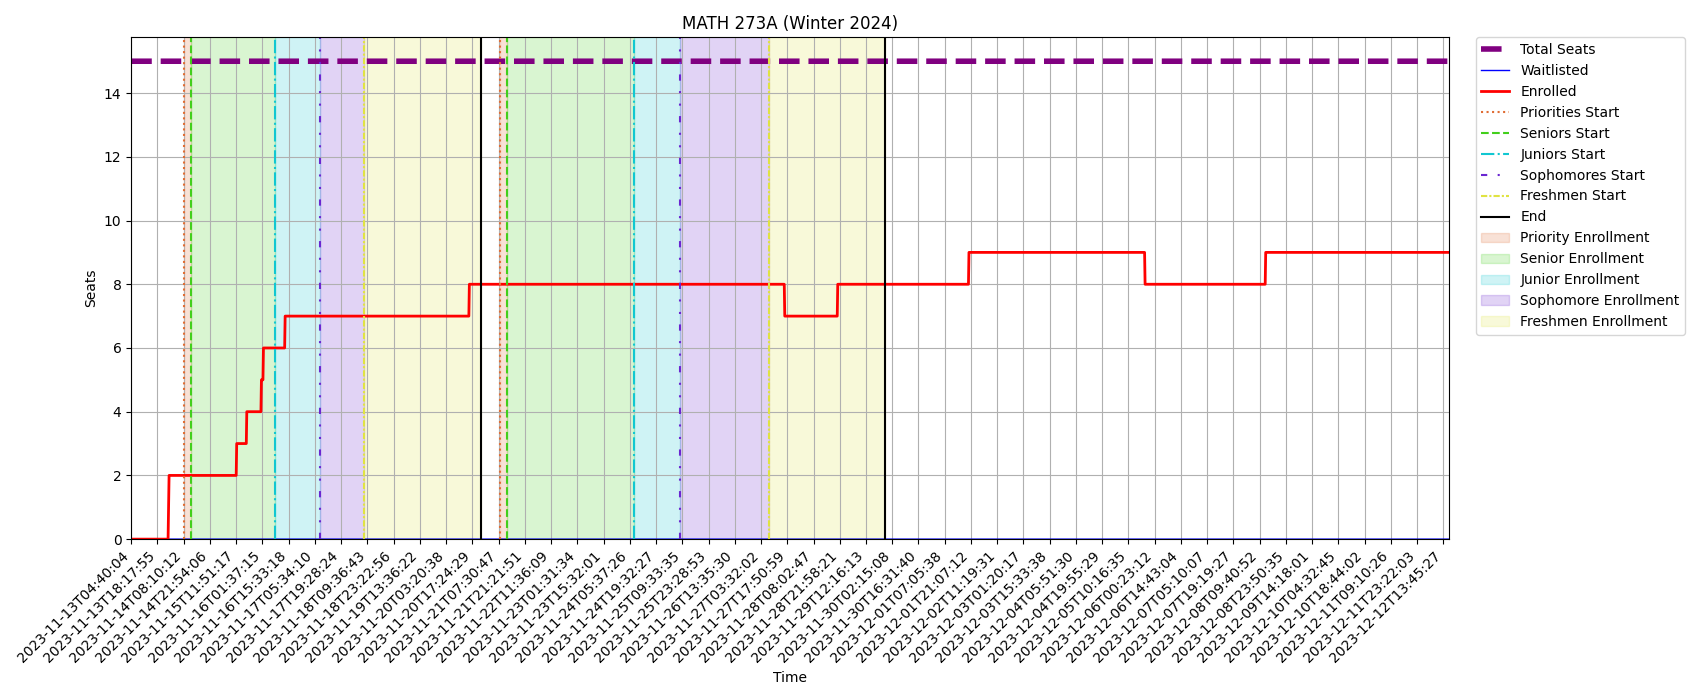 MATH 273A (Winter 2024)
Seats
14
12
10
8
6
4
2
0
2023-11-13T04:40:04
2023-11-13T18:17:55
2023-11-14T08:10:12
2023-11-14T21:54:06
2023-11-15T11:51:17
2023-11-16T01:37:15
2023-11-16T15:33:18
2023-11-17T05:34:10
2023-11-17T19:28:24
2023-11-18T09:36:43
2023-11-18T23:22:56
2023-11-19T13:36:22
2023-11-20T03:20:38
2023-11-20T17:24:29
2023-11-21T07:30:47
2023-11-21T21:21:51
2023-11-22T11:36:09
2023-11-23T01:31:34
2023-11-23T15:32:01
2023-11-24T05:37:26
2023-11-24T19:32:27
2023-11-25T09:33:35
2023-11-25T23:28:53
2023-11-26T13:35:30
2023-11-27T03:32:02
2023-11-27T17:50:59
2023-11-28T08:02:47
2023-11-28T21:58:21
2023-11-29T12:16:13
2023-11-30T02:15:08
2023-11-30T16:31:40
2023-12-01T07:05:38
2023-12-01T21:07:12
2023-12-02T11:19:31
2023-12-03T01:20:17
2023-12-03T15:33:38
2023-12-04T05:51:30
2023-12-04T19:55:29
2023-12-05T10:16:35
2023-12-06T00:23:12
2023-12-06T14:43:04
2023-12-07T05:10:07
2023-12-07T19:19:27
2023-12-08T09:40:52
2023-12-08T23:50:35
2023-12-09T14:18:01
2023-12-10T04:32:45
2023-12-10T18:44:02
2023-12-11T09:10:26
2023-12-11T23:22:03
2023-12-12T13:45:27
Time
Total Seats
Waitlisted
Enrolled
Priorities Start
Seniors Start
Juniors Start
Sophomores Start
Freshmen Start
End
Priority Enrollment
Senior Enrollment
Junior Enrollment
Sophomore Enrollment
Freshmen Enrollment